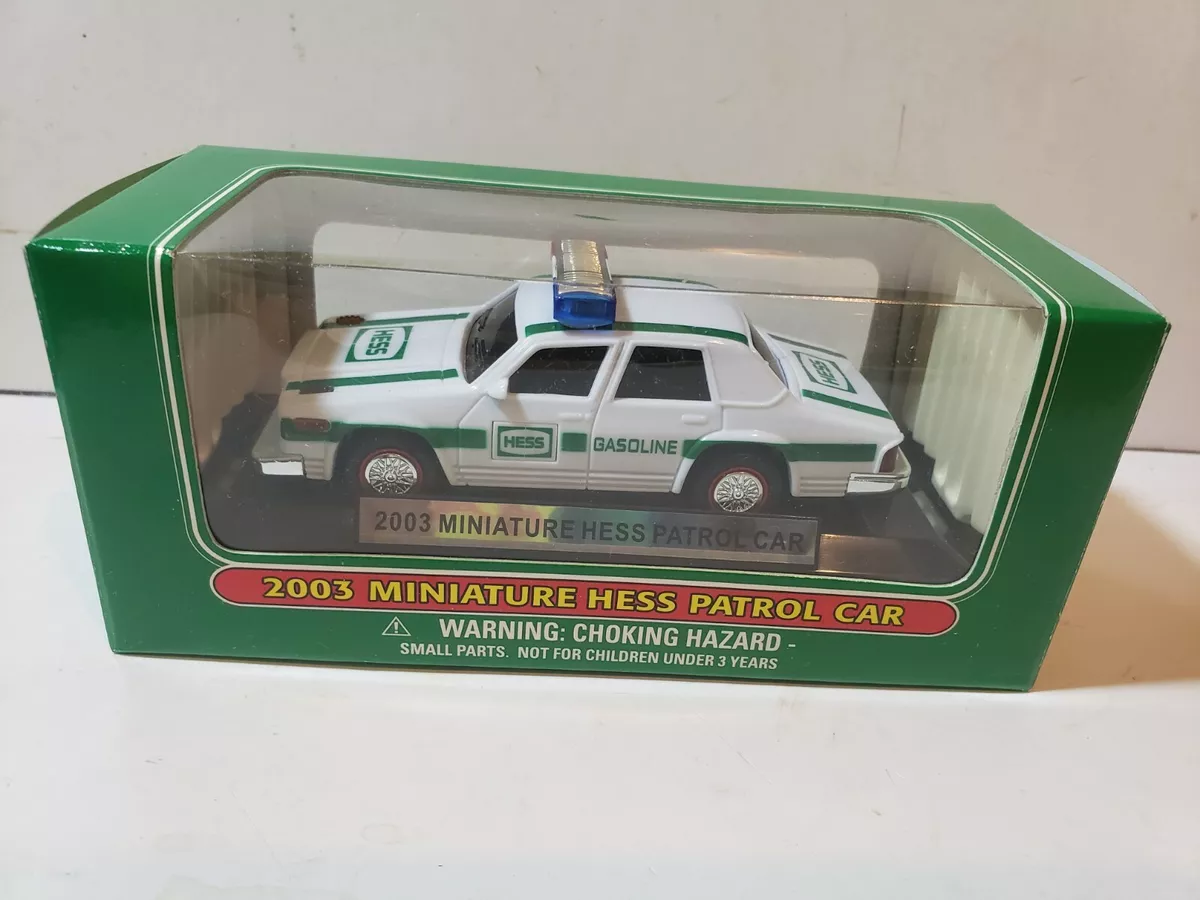 HESS
HESS
HESS
GASOLINE
2003 MINIATURE HESS PATROL CAR
2003 MINIATURE HESS PATROL CAR
WARNING: CHOKING HAZARD -
SMALL PARTS. NOT FOR CHILDREN UNDER 3 YEARS